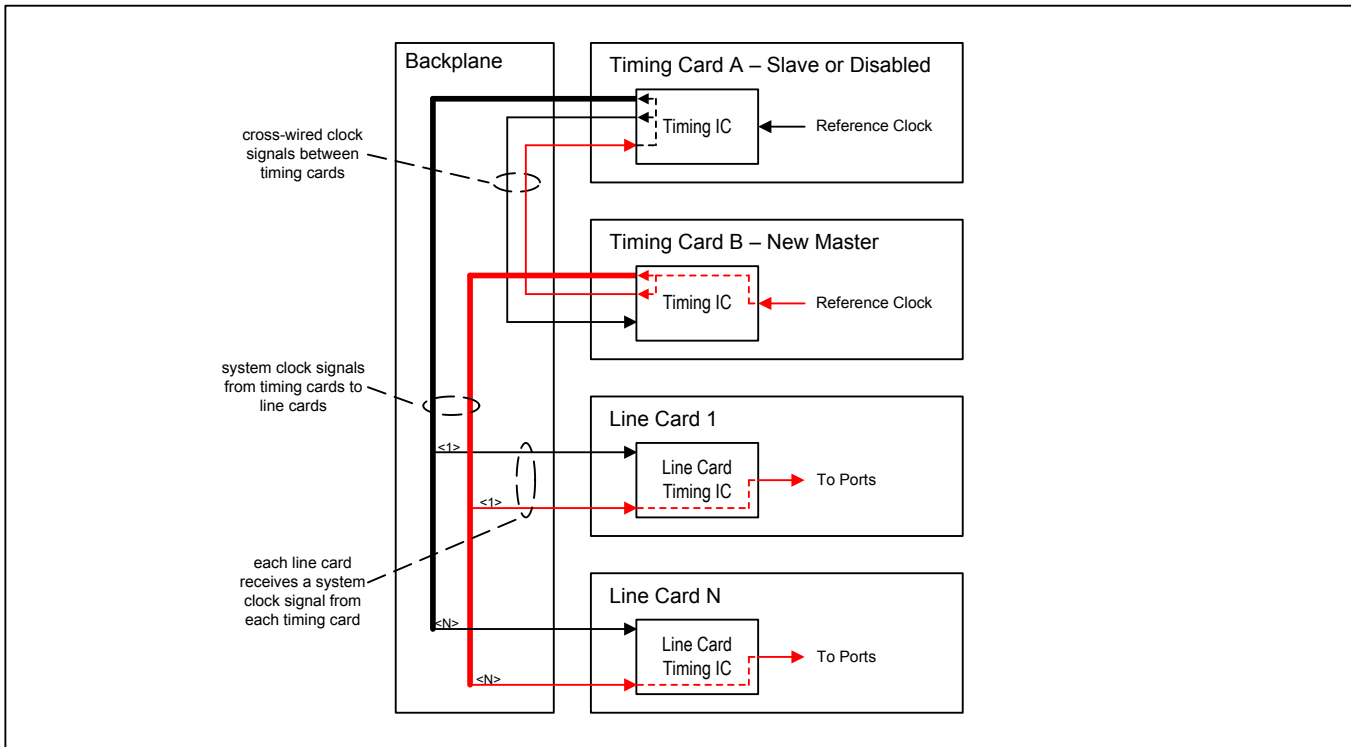 Backplane
Timing Card A – Slave or Disabled
Timing IC
Reference Clock
cross-wired clock
signals between
timing cards
Timing Card B – New Master
Timing IC
Reference Clock
system clock signals
from timing cards to
line cards
Line Card 1
<1>
Line Card
Timing IC
To Ports
<1>
each line card
receives a system
clock signal from
each timing card
Line Card N
<N>
Line Card
Timing IC
To Ports
<N>